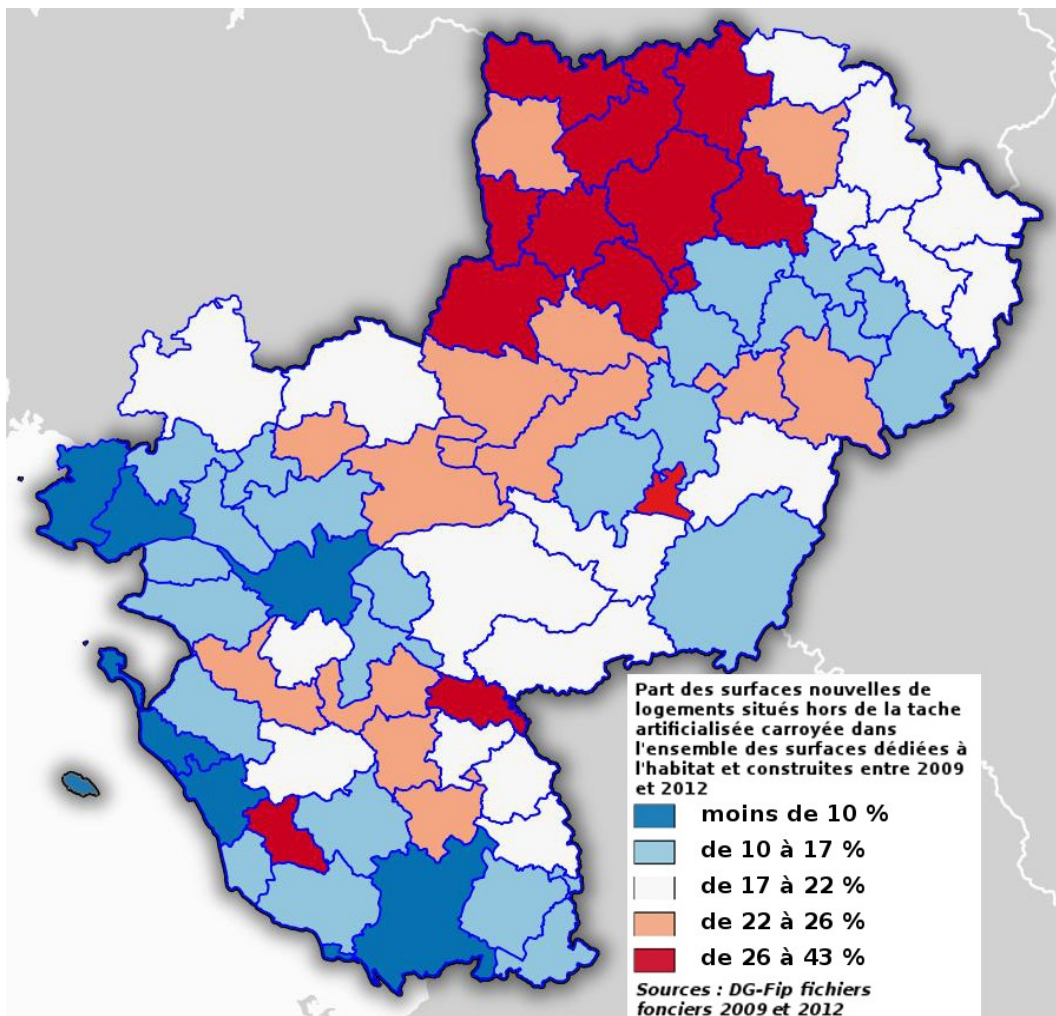 Part des surfaces nouvelles de
logements situés hors de la tache
artificialisée carroyée dans
l'ensemble des surfaces dédiées à
l'habitat et construites entre 2009
et 2012
moins de 10 %
de 10 à 17 %
de 17 à 22 %
de 22 à 26 %
de 26 à 43 %
Sources : DG-Fip fichiers
fonciers 2009 et 2012